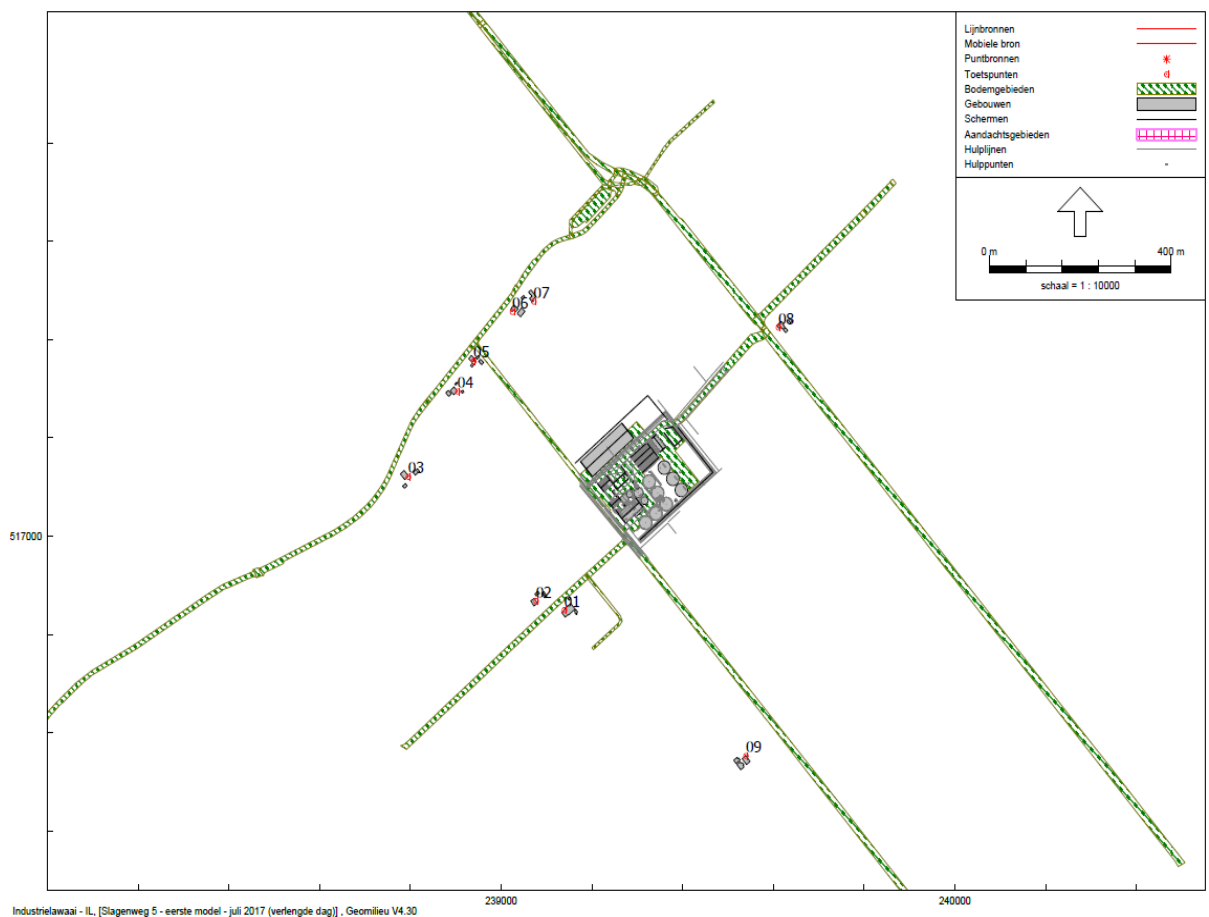 Lijnbronnen
Mobiele bron
Puntbronnen
Toetspunten
Bodemgebieden
Gebouwen
Schermen
Aandachtsgebieden
Hulplijnen
Hulppunten
0 m 400 m
schaal = 1 : 10000
07
06
08
05
04
03
517000
02
01
09
239000 240000
Industrielawaai - IL, [Slagenweg 5 - eerste model - juli 2017 (verlengde dag)] , Geomilieu V4.30